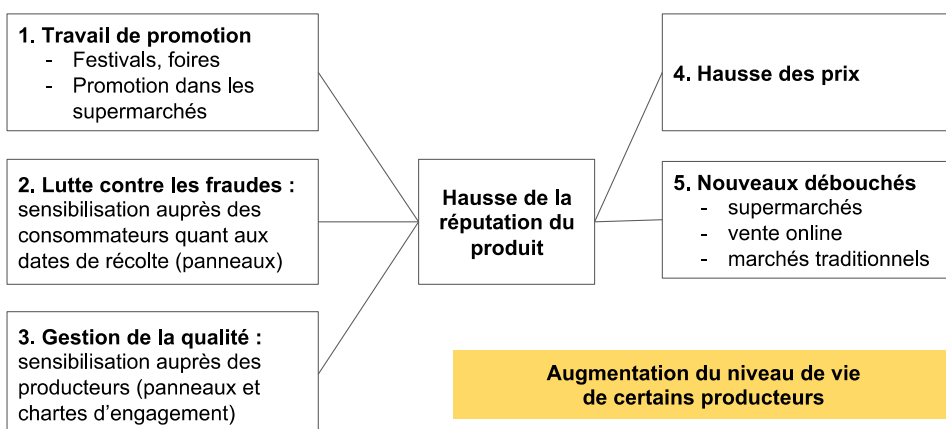 1. Travail de promotion
- Festivals, foires
- Promotion dans les
supermarchés
2. Lutte contre les fraudes :
sensibilisation auprès des
consommateurs quant aux
dates de récolte (panneaux)
3. Gestion de la qualité :
sensibilisation auprès des
producteurs (panneaux et
chartes d'engagement)
Hausse de la
réputation du
produit
4. Hausse des prix
5. Nouveaux débouchés
- supermarchés
- vente online
- marchés traditionnels
Augmentation du niveau de vie
de certains producteurs